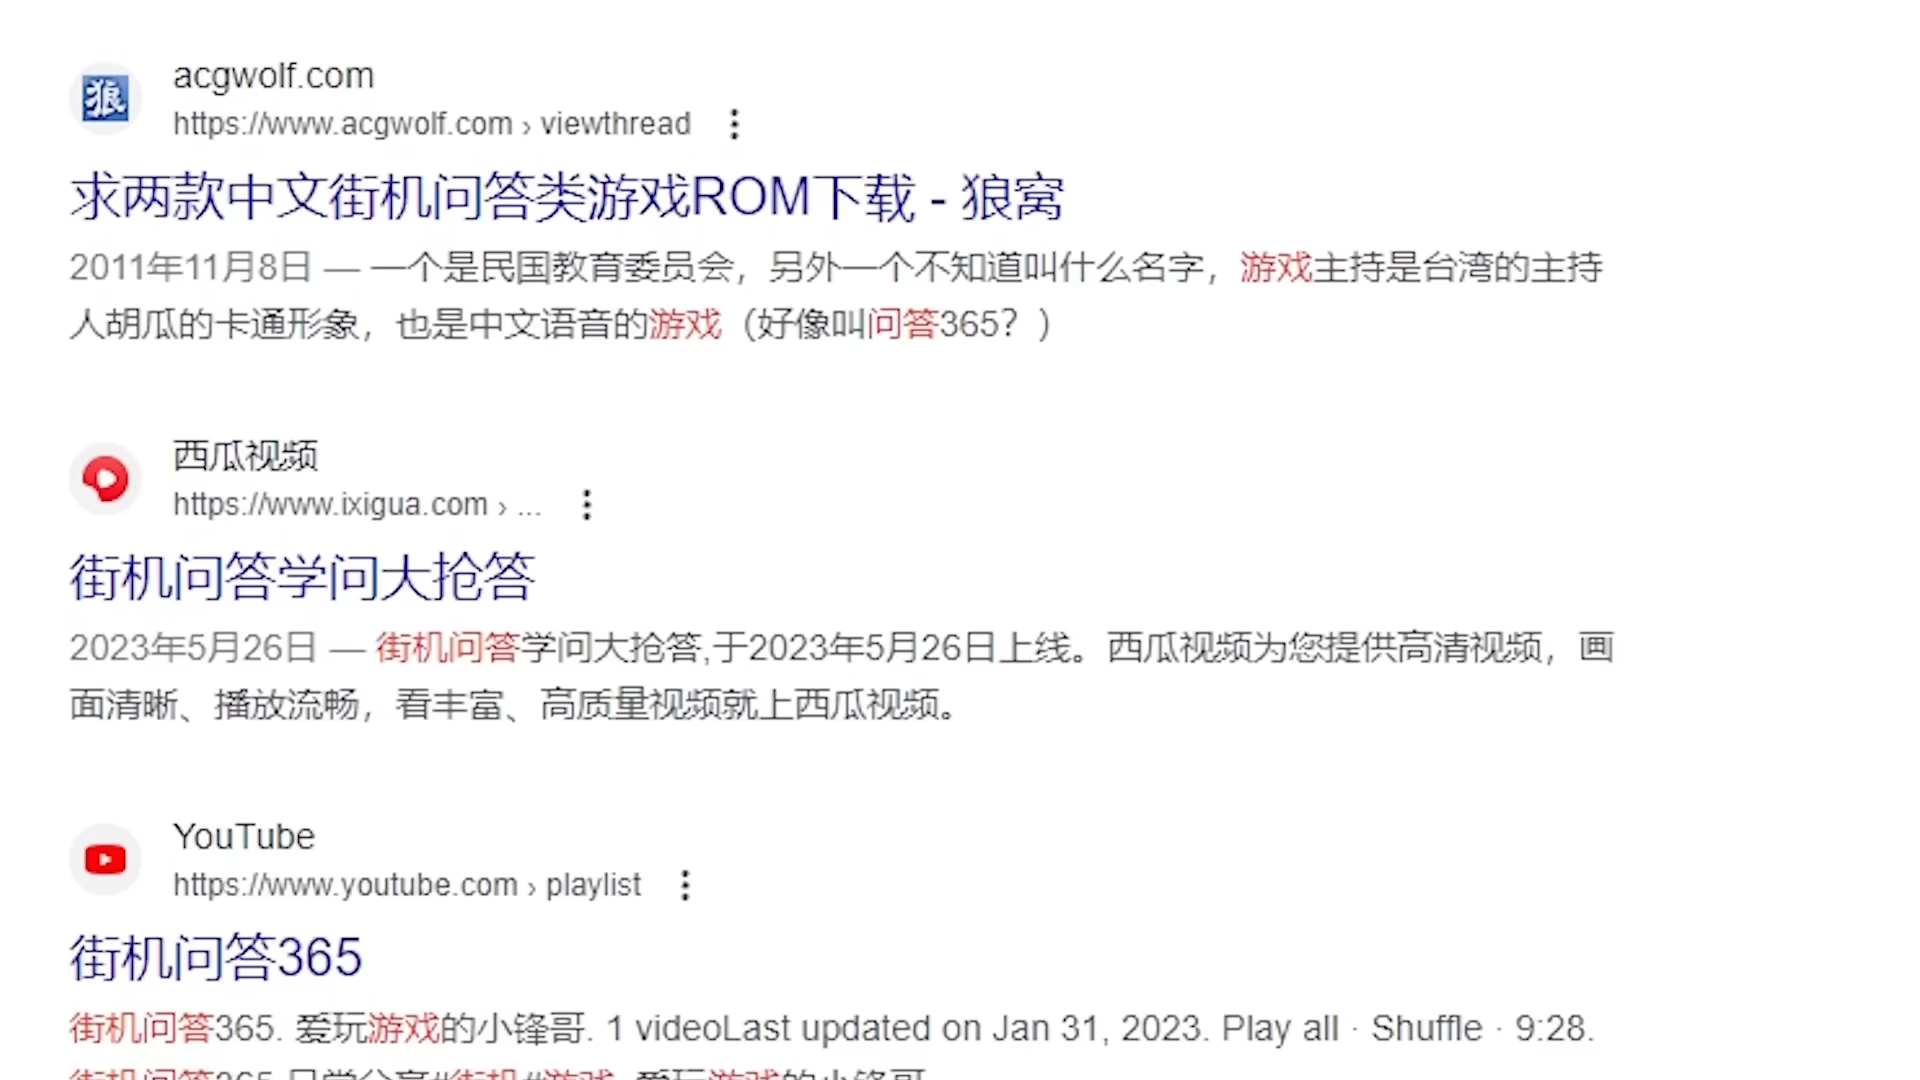 狼
acgwolf.com
https://www.acgwolf.com › viewthread
求两款中文街机问答类游戏ROM下载 - 狼窝
2011年11月8日 — 一个是民国教育委员会，另外一个不知道叫什么名字，游戏主持是台湾的主持
人胡瓜的卡通形象，也是中文语音的游戏（好像叫问答365？）
西瓜视频
https://www.ixigua.com › ...
街机问答学问大抢答
2023年5月26日 — 街机问答学问大抢答,于2023年5月26日上线。西瓜视频为您提供高清视频，画
面清晰、播放流畅，看丰富、高质量视频就上西瓜视频。
YouTube
https://www.youtube.com › playlist
街机问答365
街机问答365. 爱玩游戏的小锋哥. 1 videoLast updated on Jan 31, 2023. Play all · Shuffle · 9:28.